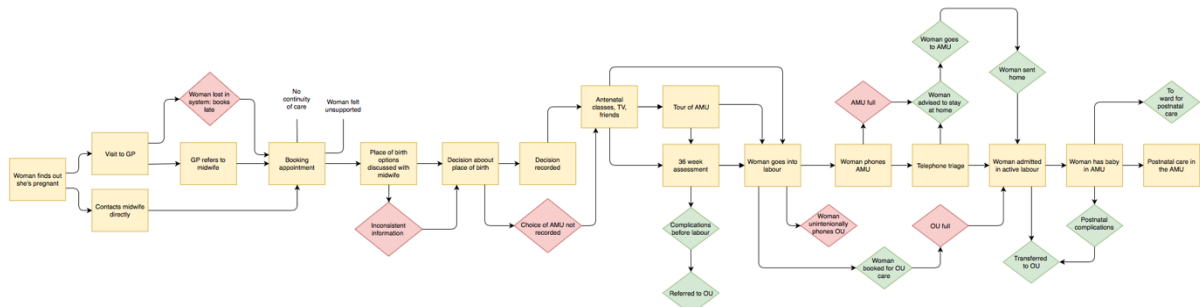 Woman finds out
she's pregnant
Visit to GP
Contacts midwife
directly
Woman lost in
system: books
late
GP refers to
midwife
No
continuity
of care
Woman felt
unsupported
Booking
appointment
Place of birth
options
discussed with
midwife
Inconsistent
information
Decision aboout
place of birth
Decision
recorded
Choice of AMU not
recorded
Antenatal
classes, TV,
friends
Tour of AMU
36 week
assessment
Complications
before labour
Referred to OU
Woman goes into
labour
Woman
unintenionally
phones OU
Woman
booked for OU
care
AMU full
Woman phones
AMU
OU full
Woman goes
to AMU
Woman
advised to stay
at home
Telephone triage
Woman sent
home
Woman admitted
in active labour
Transferred
to OU
Woman has baby
in AMU
Postnatal
complications
To
ward for
postnatal
care
Postnatal care in
the AMU